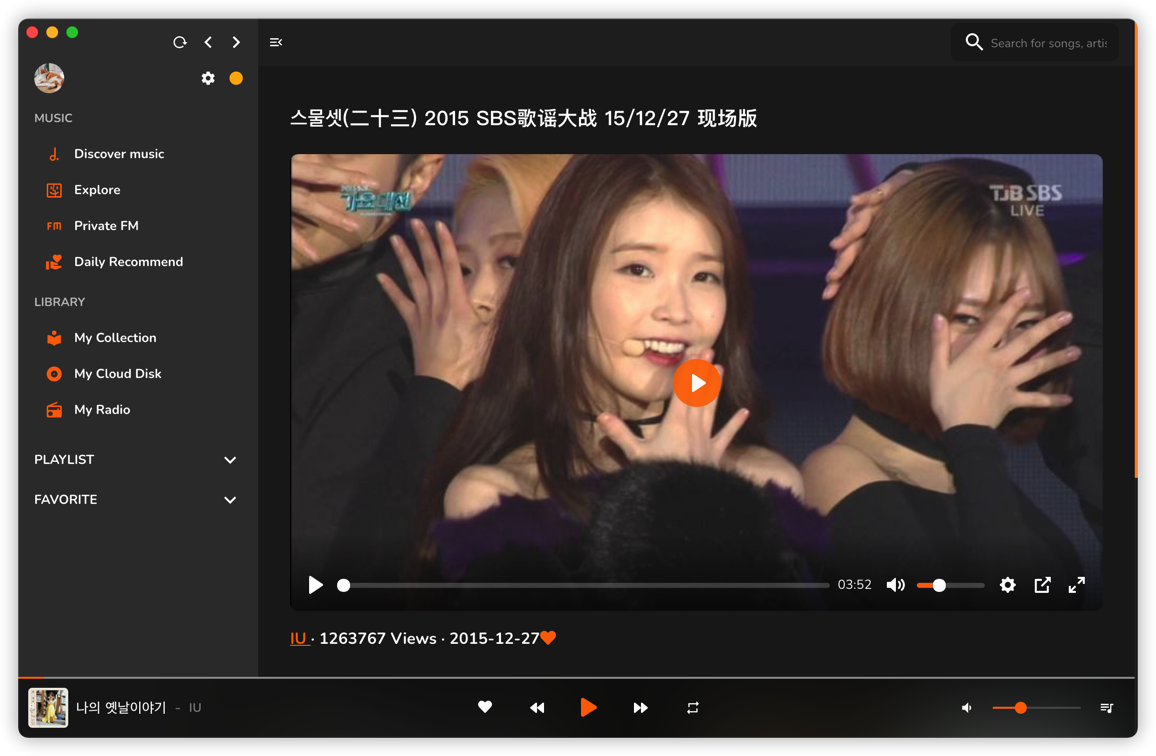 Search for songs, artis
MUSIC
Discover music
Explore
FM Private FM
Daily Recommend
LIBRARY
My Collection
My Cloud Disk
My Radio
PLAYLIST
FAVORITE
스물셋(二十三) 2015 SBS歌谣大战 15/12/27 现场版
가요대전
TJB SBS
LIVE
03:52
IU · 1263767 Views · 2015-12-27
나의 옛날이야기 - IU